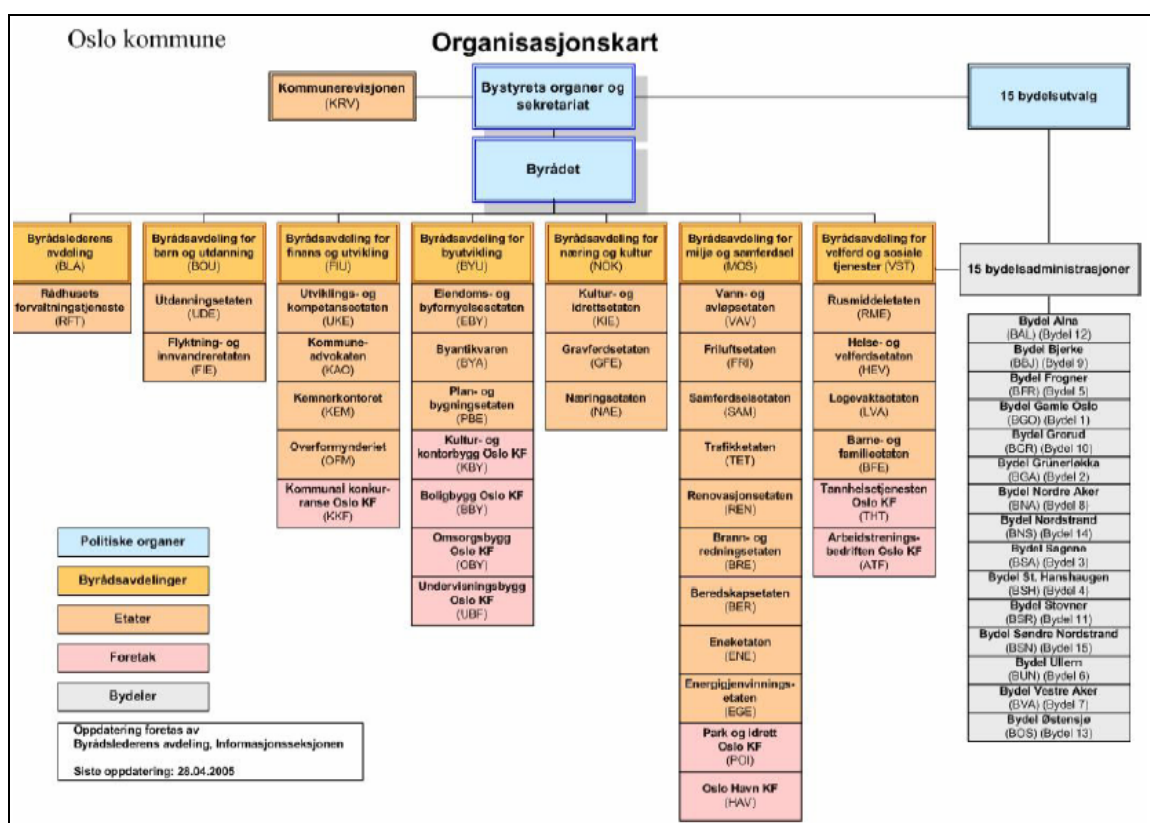 Oslo kommune
Organisasjonskart
Kommunerevisjonen
(KRV)
Bystyrets organer og
sekretariat
15 bydelsutvalg
Byrådet
Byrådslederens
avdeling
(BLA)
Rådhusets
forvaltningstjeneste
(RFT)
Byrådsavdeling for
barn og utdanning
(BOU)
Utdanningsetaten
(UDE)
Flyktning- og
innvandreretaten
(FIE)
Byrådsavdeling for
finans og utvikling
(FIU)
Utviklings- og
kompetanseetaten
(UKE)
Kommune-
advokaten
(KAO)
Kemnerkontoret
(KEM)
Overformynderiet
(OFM)
Kommunal konkur-
ranse Oslo KF
(KKF)
Byrådsavdeling for
byutvikling
(BYU)
Eiendoms- og
byfornyelsesetaten
(EBY)
Byantikvaren
(BYA)
Plan- og
bygningsetaten
(PBE)
Kultur- og
kontorbygg Oslo KF
(KBY)
Boligbygg Oslo KF
(BBY)
Omsorgsbygg
Oslo KF
(OBY)
Undervisningsbygg
Oslo KF
(UBF)
Byrådsavdeling for
næring og kultur
(NOK)
Kultur- og
idrettsetaten
(KIE)
Gravferdsetaten
(GFE)
Næringsetaten
(NAE)
Byrådsavdeling for
miljø og samferdsel
(MOS)
Vann- og
avløpsetaten
(VAV)
Friluftsetaten
(FRI)
Samferdselsetaten
(SAM)
Trafikketaten
(TET)
Renovasjonsetaten
(REN)
Brann- og
redningsetaten
(BRE)
Beredskapsetaten
(BER)
Enøketaten
(ENE)
Energigjenvinnings-
etaten
(EGE)
Park og idrett
Oslo KF
(POI)
Oslo Havn KF
(HAV)
Byrådsavdeling for
velferd og sosiale
tjenester (VST)
Rusmiddeletaten
(RME)
Helse- og
velferdsetaten
(HEV)
Legevaktsetaten
(LVA)
Barne- og
familieetaten
(BFE)
Tannhelsetjenesten
Oslo KF
(THT)
Arbeidstrenings-
bedriften Oslo KF
(ATF)
15 bydelsadministrasjoner
Bydel Alna
(BAL) (Bydel 12)
Bydel Bjerke
(BBJ) (Bydel 9)
Bydel Frogner
(BFR) (Bydel 5)
Bydel Gamle Oslo
(BGO) (Bydel 1)
Bydel Grorud
(BGR) (Bydel 10)
Bydel Grünerløkka
(BGA) (Bydel 2)
Bydel Nordre Aker
(BNA) (Bydel 8)
Bydel Nordstrand
(BNS) (Bydel 14)
Bydel Sagene
(BSA) (Bydel 3)
Bydel St. Hanshaugen
(BSH) (Bydel 4)
Bydel Stovner
(BSR) (Bydel 11)
Bydel Søndre Nordstrand
(BSN) (Bydel 15)
Bydel Ullern
(BUN) (Bydel 6)
Bydel Vestre Aker
(BVA) (Bydel 7)
Bydel Østensjø
(BOS) (Bydel 13)
Politiske organer
Byrådsavdelinger
Etater
Foretak
Bydeler
Oppdatering foretas av
Byrådslederens avdeling, Informasjonsseksjonen
Siste oppdatering: 28.04.2005